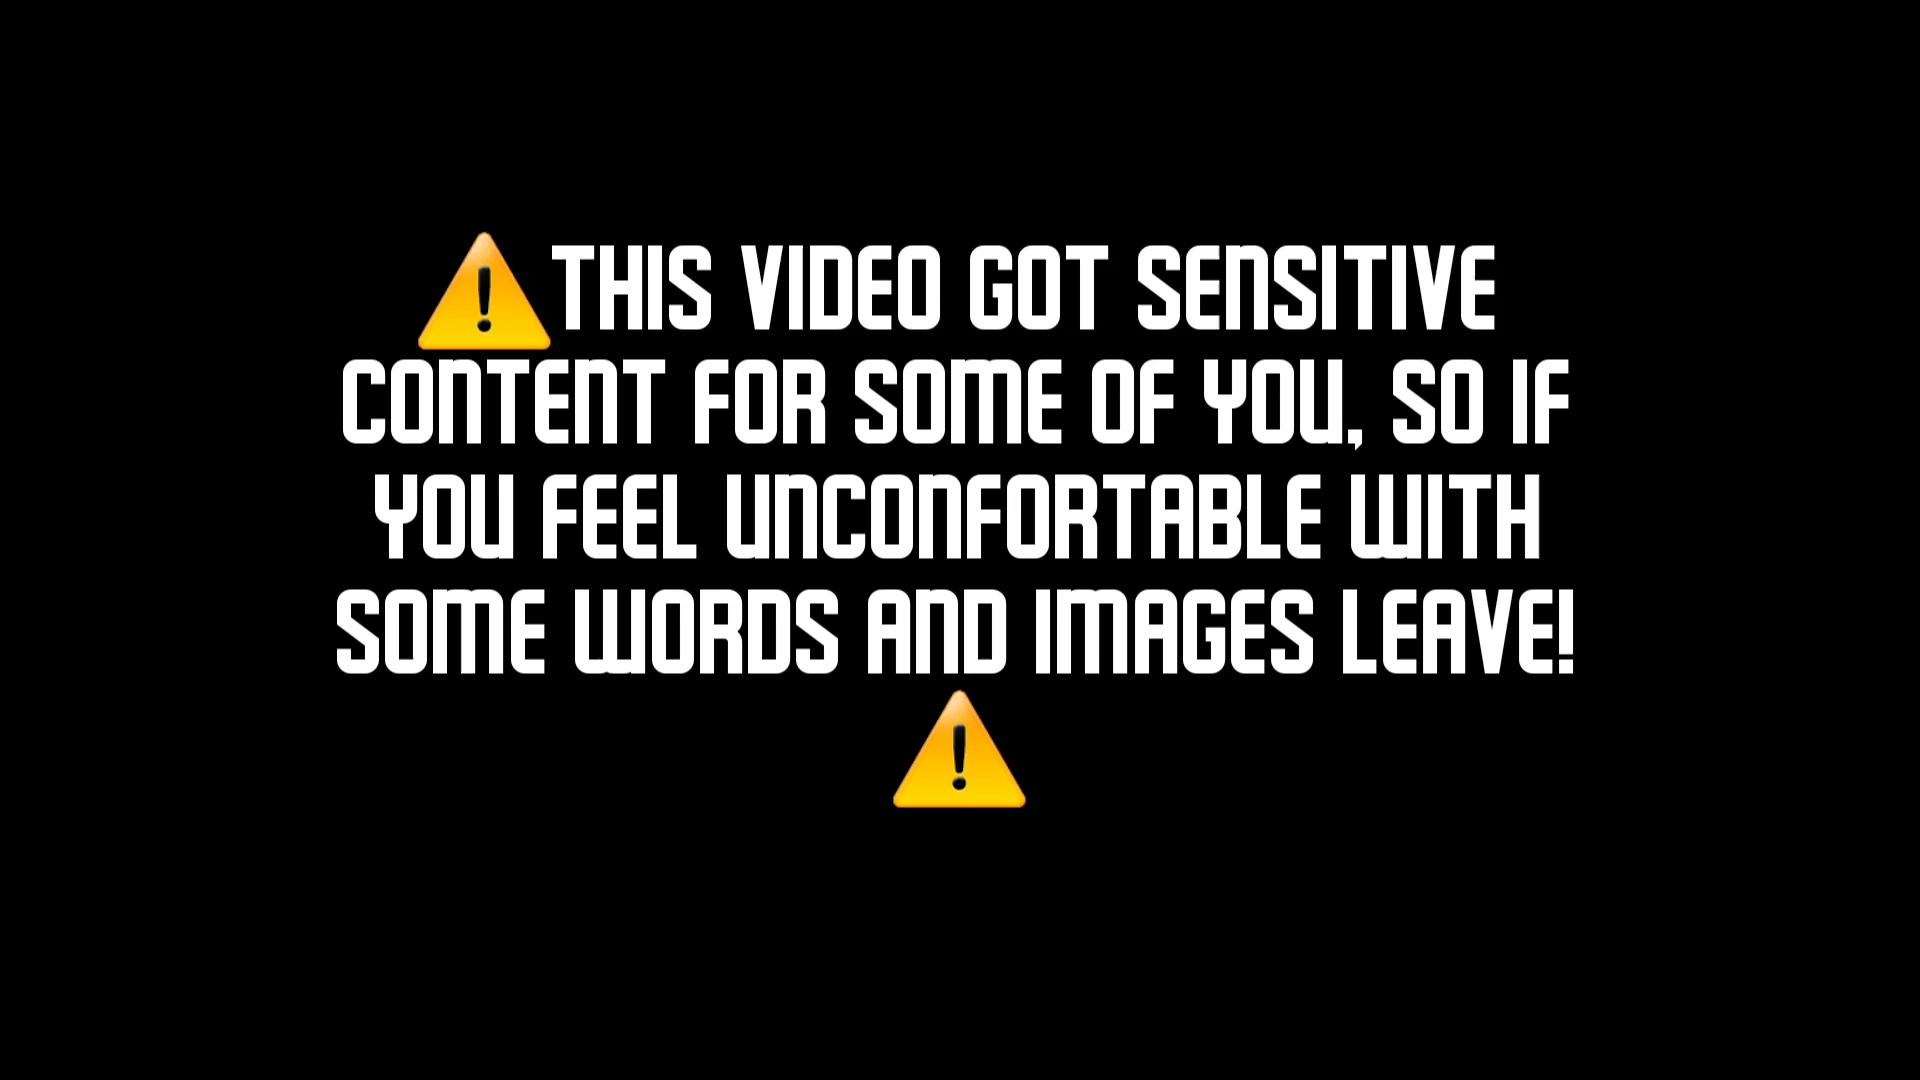 ⚠️THIS VIDEO GOT SENSITIVE
CONTENT FOR SOME OF YOU, SO IF
YOU FEEL UNCONFORTABLE WITH
SOME WORDS AND IMAGES LEAVE!
⚠️